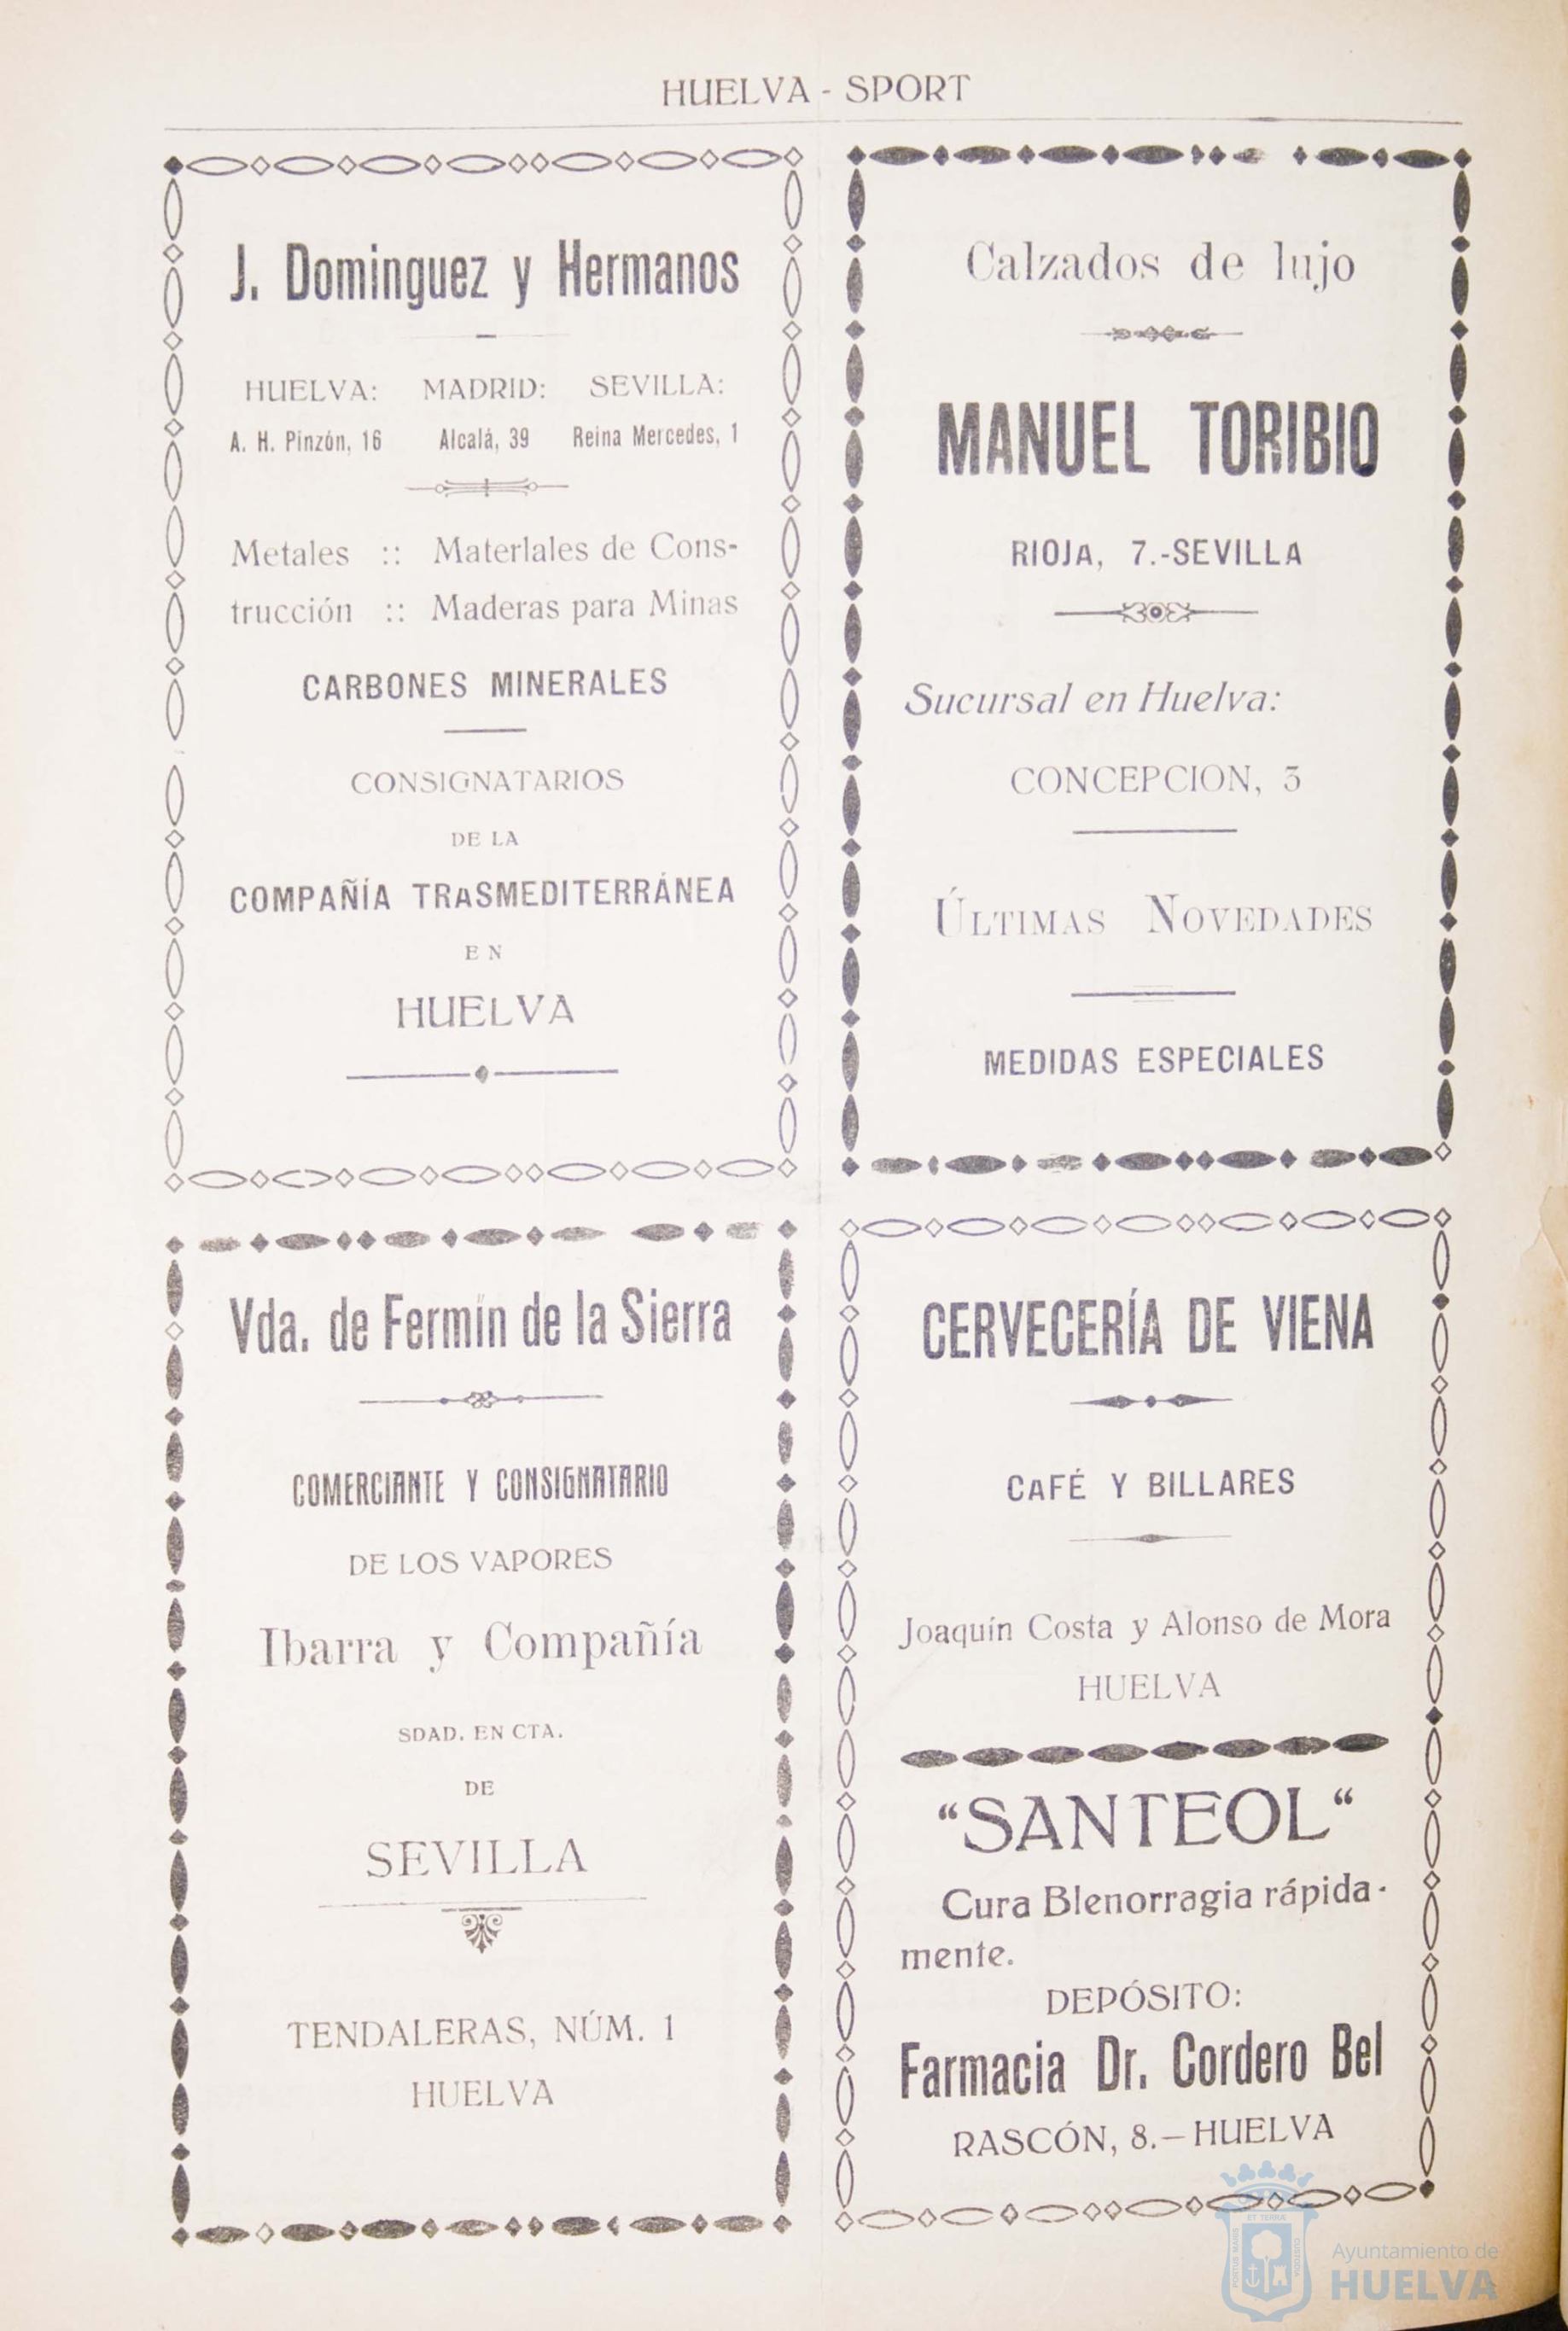 HUELVA - SPORT
J. Dominguez y Hermanos
HUELVA: MADRID: SEVILLA:
A. H. Pinzón, 16 Alcalá, 39 Reina Mercedes, 1
Metales :: Materlales de Cons-
trucción :: Maderas para Minas
CARBONES MINERALES
CONSIGNATARIOS
DE LA
COMPAÑÍA TRASMEDITERRÁNEA
EN
HUELVA
Calzados de lujo
MANUEL TORIBIO
RIOJA, 7.-SEVILLA
Sucursal en Huelva:
CONCEPCION, 3
ÚLTIMAS NOVEDADES
MEDIDAS ESPECIALES
Vda. de Fermín de la Sierra
COMERCIANTE Y CONSIGNATARIO
DE LOS VAPORES
Ibarra y Compañía
SDAD. EN CTA.
DE
SEVILLA
TENDALERAS, NÚM. 1
HUELVA
CERVECERÍA DE VIENA
CAFÉ Y BILLARES
Joaquín Costa y Alonso de Mora
HUELVA
“SANTEOL“
Cura Blenorragia rápida-
mente.
DEPÓSITO:
Farmacia Dr. Cordero Bel
RASCÓN, 8.—HUELVA
PORTUS MARIS ET TERRÆ CUSTODIA
Ayuntamiento de
HUELVA